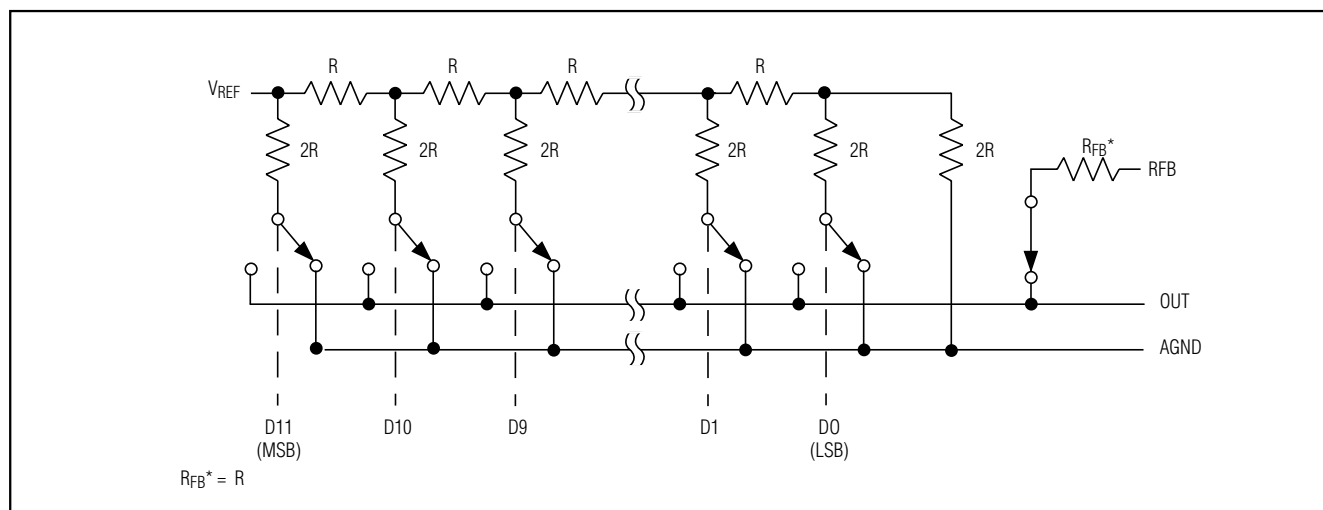 R R R R
VREF
2R 2R 2R 2R 2R 2R
RFB*
RFB
OUT
AGND
D11 D10 D9 D1 D0
(MSB) (LSB)
RFB* = R